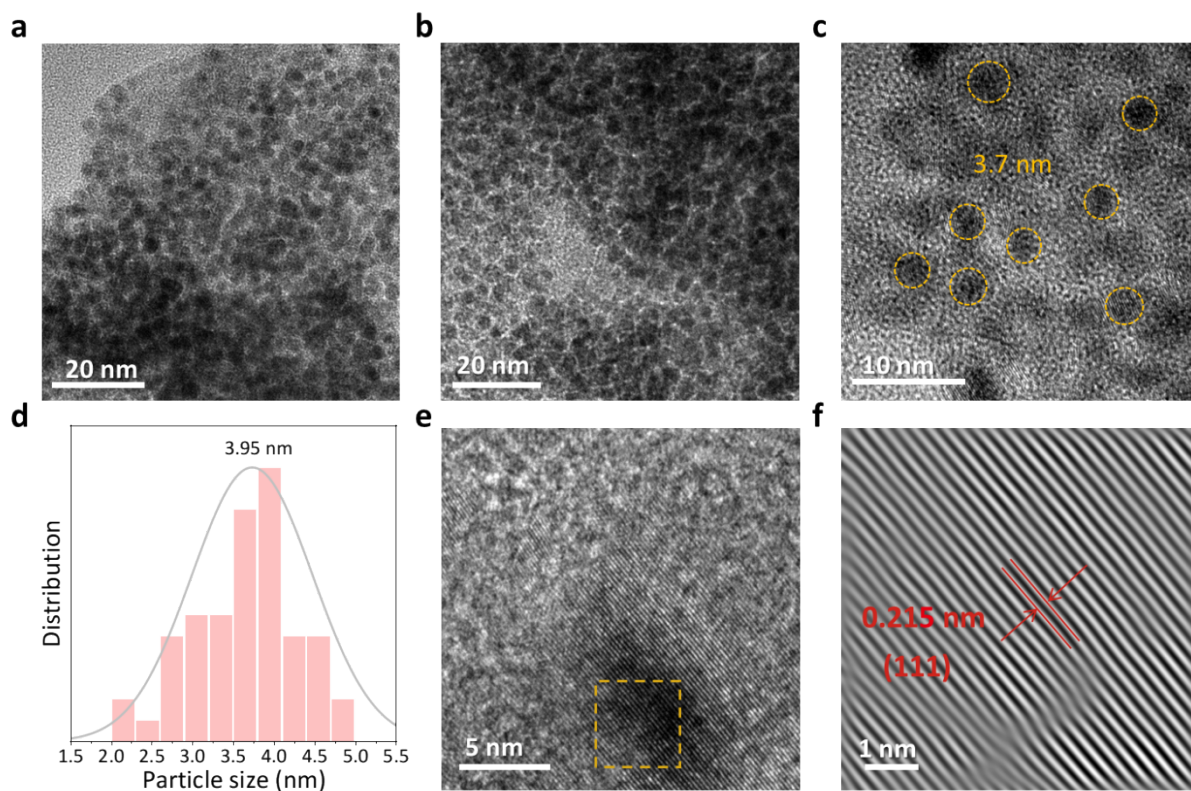 a
b
c
20 nm
20 nm
3.7 nm
10 nm
d
e
f
3.95 nm
Distribution
1.5 2.0 2.5 3.0 3.5 4.0 4.5 5.0 5.5
Particle size (nm)
5 nm
0.215 nm
(111)
1 nm